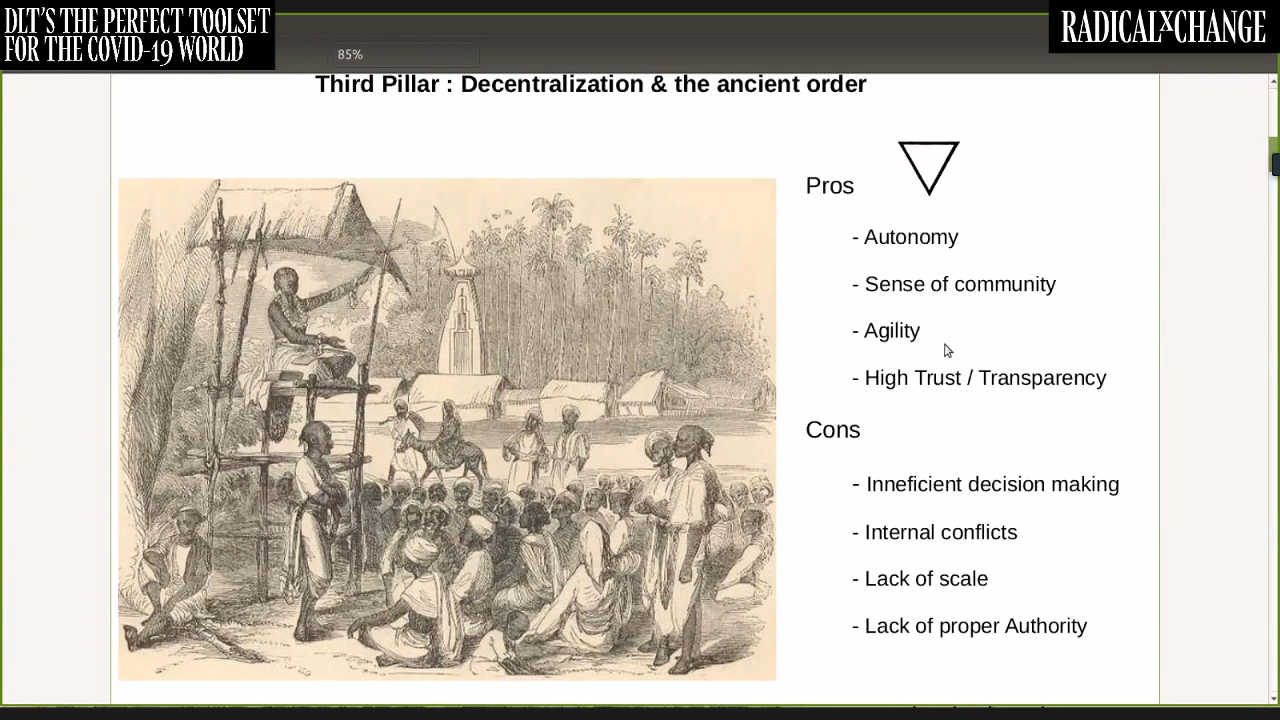 DLT'S THE PERFECT TOOLSET
FOR THE COVID-19 WORLD
RADICALXCHANGE
85%
Third Pillar : Decentralization & the ancient order
Pros
- Autonomy
- Sense of community
- Agility
- High Trust / Transparency
Cons
- Inneficient decision making
- Internal conflicts
- Lack of scale
- Lack of proper Authority